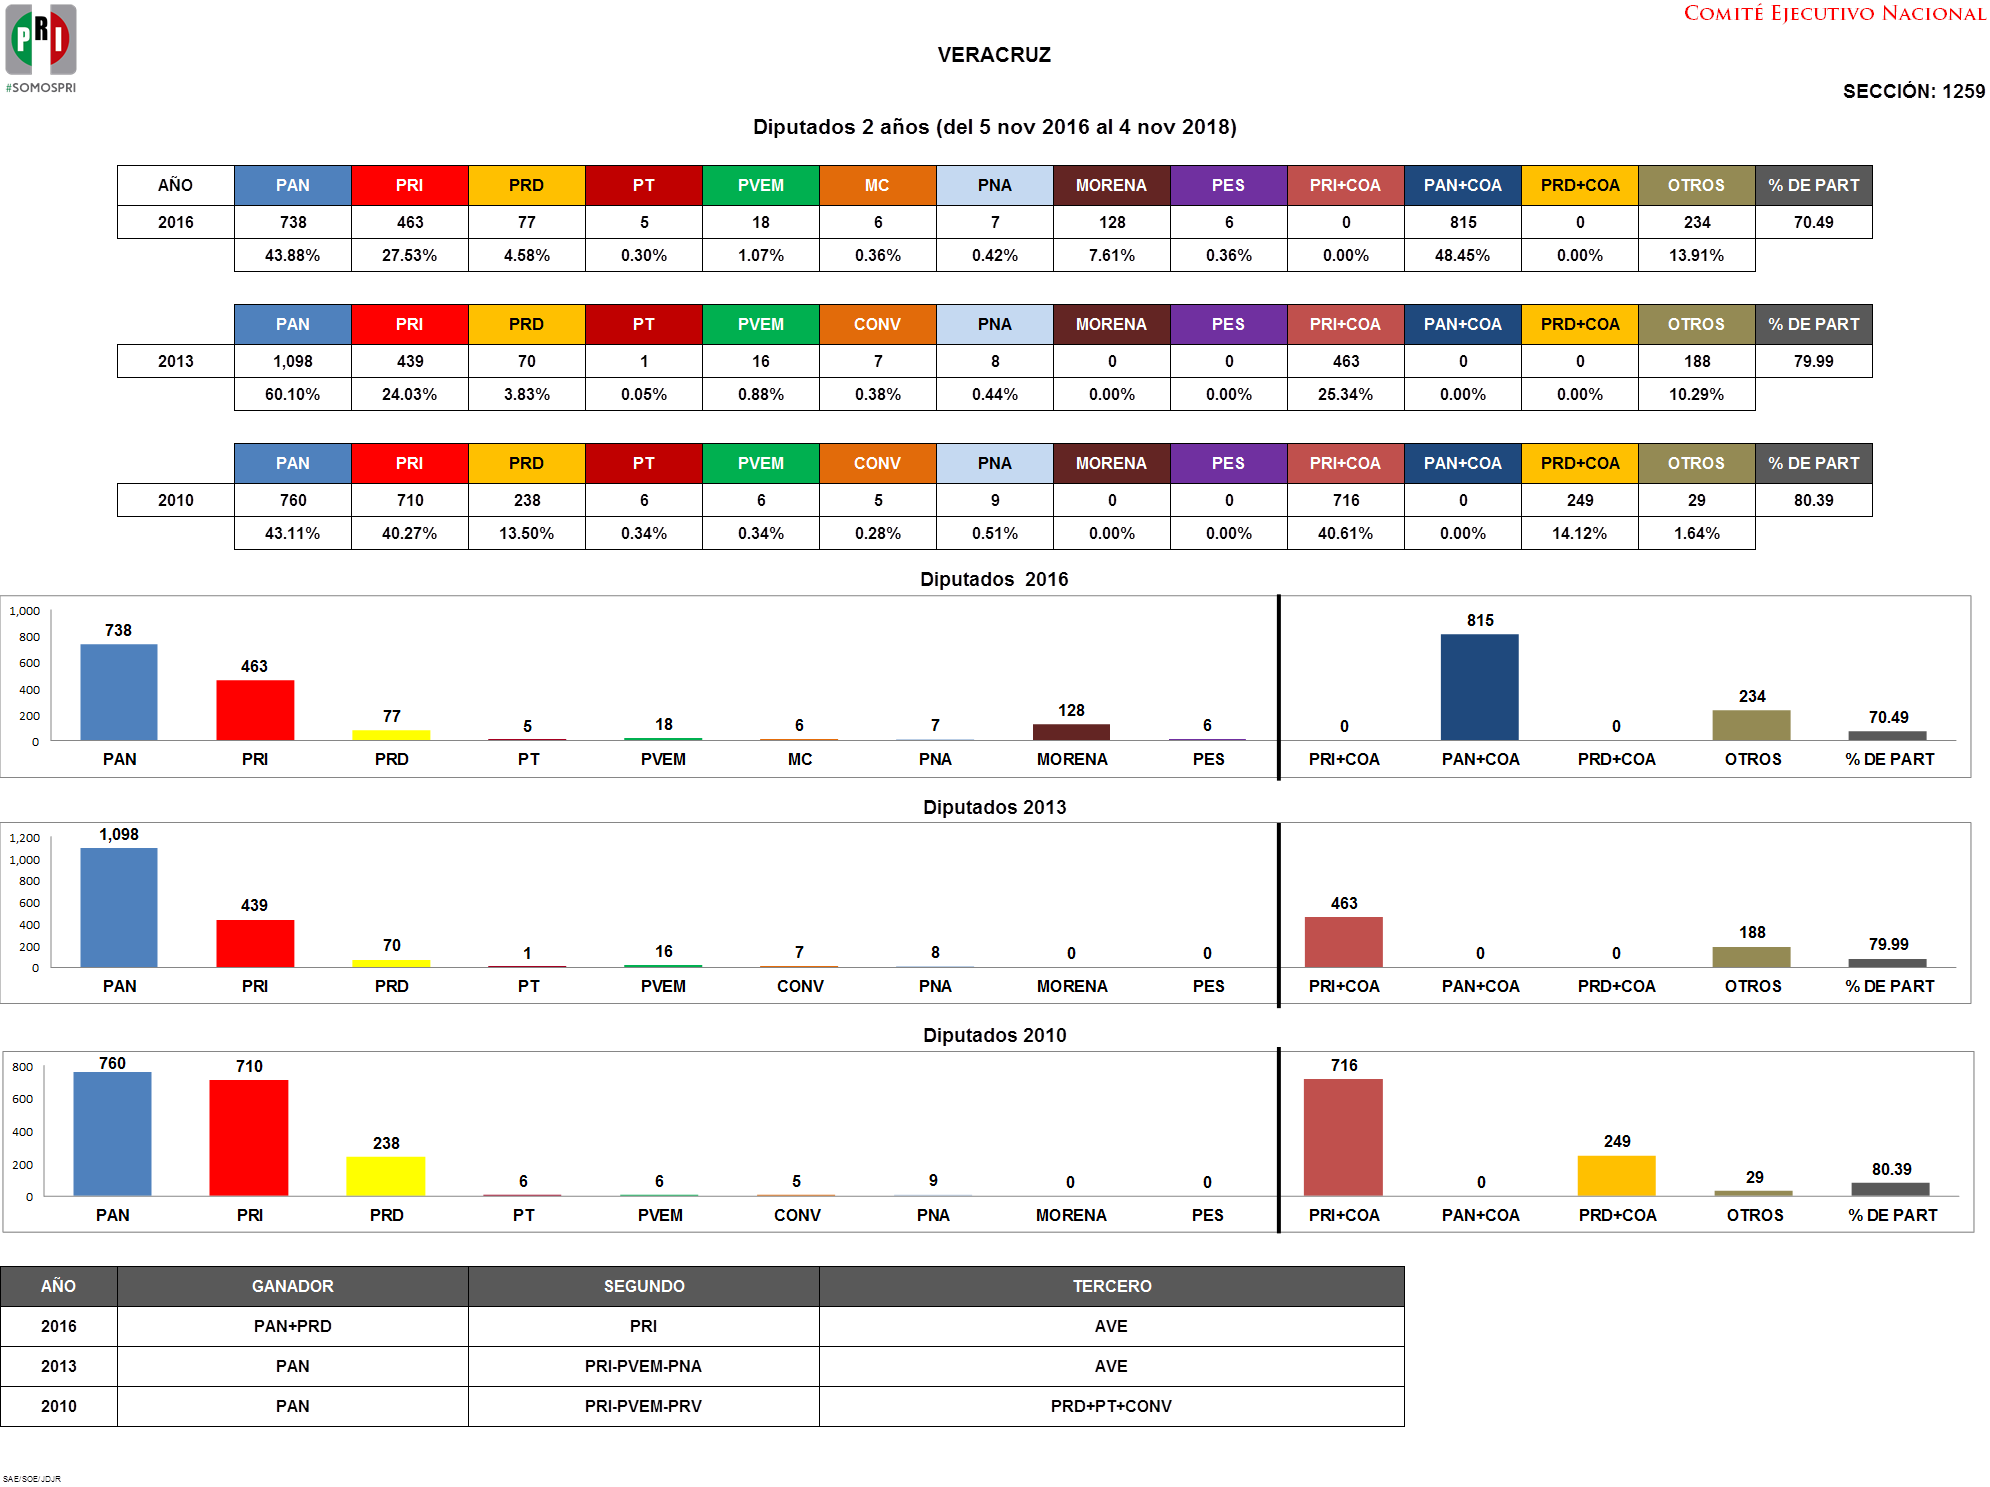 COMITÉ EJECUTIVO NACIONAL
PRI
#SOMOSPRI
VERACRUZ
SECCIÓN: 1259
Diputados 2 años (del 5 nov 2016 al 4 nov 2018)
AÑO PAN PRI PRD PT PVEM MC PNA MORENA PES PRI+COA PAN+COA PRD+COA OTROS % DE PART
2016 738 463 77 5 18 6 7 128 6 0 815 0 234 70.49
43.88% 27.53% 4.58% 0.30% 1.07% 0.36% 0.42% 7.61% 0.36% 0.00% 48.45% 0.00% 13.91%
PAN PRI PRD PT PVEM CONV PNA MORENA PES PRI+COA PAN+COA PRD+COA OTROS % DE PART
2013 1,098 439 70 1 16 7 8 0 0 463 0 0 188 79.99
60.10% 24.03% 3.83% 0.05% 0.88% 0.38% 0.44% 0.00% 0.00% 25.34% 0.00% 0.00% 10.29%
PAN PRI PRD PT PVEM CONV PNA MORENA PES PRI+COA PAN+COA PRD+COA OTROS % DE PART
2010 760 710 238 6 6 5 9 0 0 716 0 249 29 80.39
43.11% 40.27% 13.50% 0.34% 0.34% 0.28% 0.51% 0.00% 0.00% 40.61% 0.00% 14.12% 1.64%
Diputados  2016
1,000
800
600
400
200
0
738 463 77 5 18 6 7 128 6 0 815 0 234 70.49
PAN PRI PRD PT PVEM MC PNA MORENA PES PRI+COA PAN+COA PRD+COA OTROS % DE PART
Diputados 2013
1,200
1,000
800
600
400
200
0
1,098 439 70 1 16 7 8 0 0 463 0 0 188 79.99
PAN PRI PRD PT PVEM CONV PNA MORENA PES PRI+COA PAN+COA PRD+COA OTROS % DE PART
Diputados 2010
800
600
400
200
0
760 710 238 6 6 5 9 0 0 716 0 249 29 80.39
PAN PRI PRD PT PVEM CONV PNA MORENA PES PRI+COA PAN+COA PRD+COA OTROS % DE PART
AÑO GANADOR SEGUNDO TERCERO
2016 PAN+PRD PRI AVE
2013 PAN PRI-PVEM-PNA AVE
2010 PAN PRI-PVEM-PRV PRD+PT+CONV
SAE/SOE/JDJR